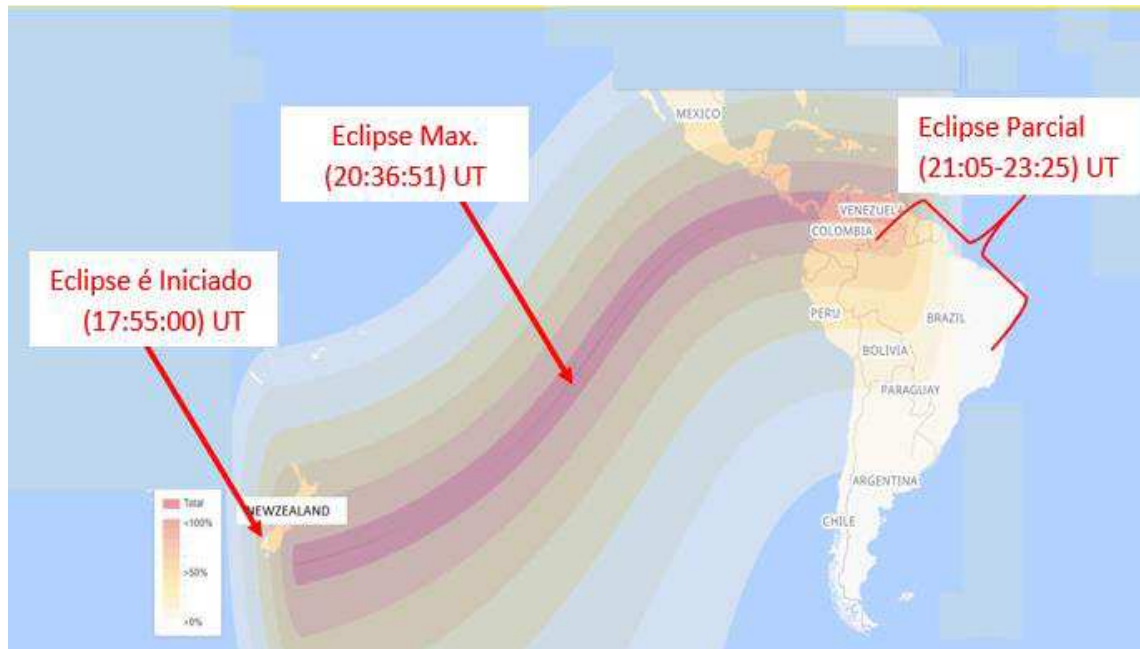 MEXICO
Eclipse Max.
(20:36:51) UT
Eclipse Parcial
(21:05-23:25) UT
VENEZUELA
COLOMBIA
Eclipse é Iniciado
(17:55:00) UT
PERU
BRAZIL
BOLIVIA
PARAGUAY
ARGENTINA
CHILE
NEWZEALAND
Total
<100%
>50%
>0%